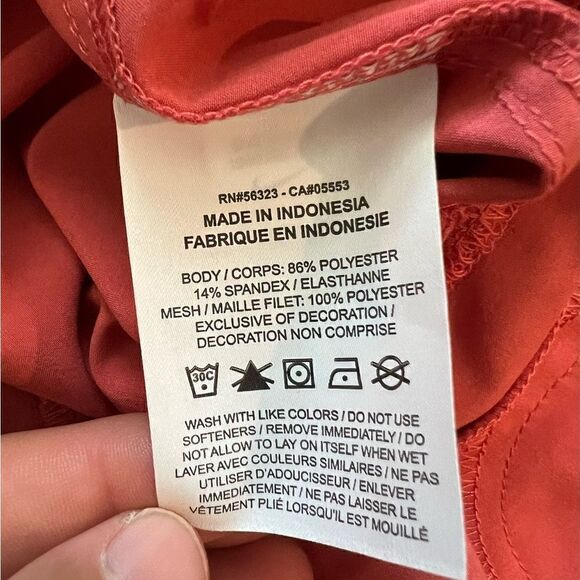 RN#56323 - CA#05553
MADE IN INDONESIA
FABRIQUE EN INDONESIE
BODY / CORPS: 86% POLYESTER
14% SPANDEX / ELASTHANNE
MESH / MAILLE FILET: 100% POLYESTER
EXCLUSIVE OF DECORATION /
DECORATION NON COMPRISE
30C
WASH WITH LIKE COLORS / DO NOT USE
SOFTENERS / REMOVE IMMEDIATELY / DO
NOT ALLOW TO LAY ON ITSELF WHEN WET
LAVER AVEC COULEURS SIMILAIRES / NE PAS
UTILISER D'ADOUCISSEUR / ENLEVER
IMMEDIATEMENT / NE PAS LAISSER LE
VÊTEMENT PLIÉ LORSQU'IL EST MOUILLÉ